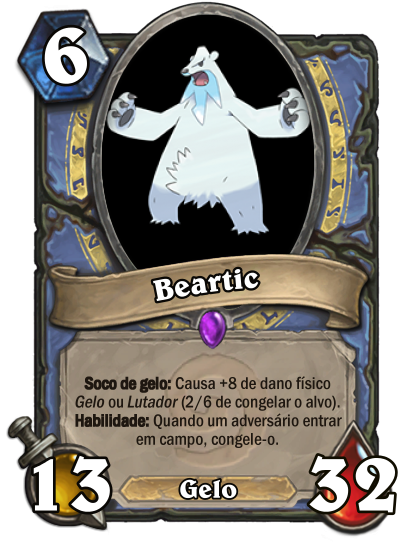 6
Beartic
Soco de gelo: Causa +8 de dano físico
Gelo ou Lutador (2/6 de congelar o alvo).
Habilidade: Quando um adversário entrar
em campo, congele-o.
13
Gelo
32